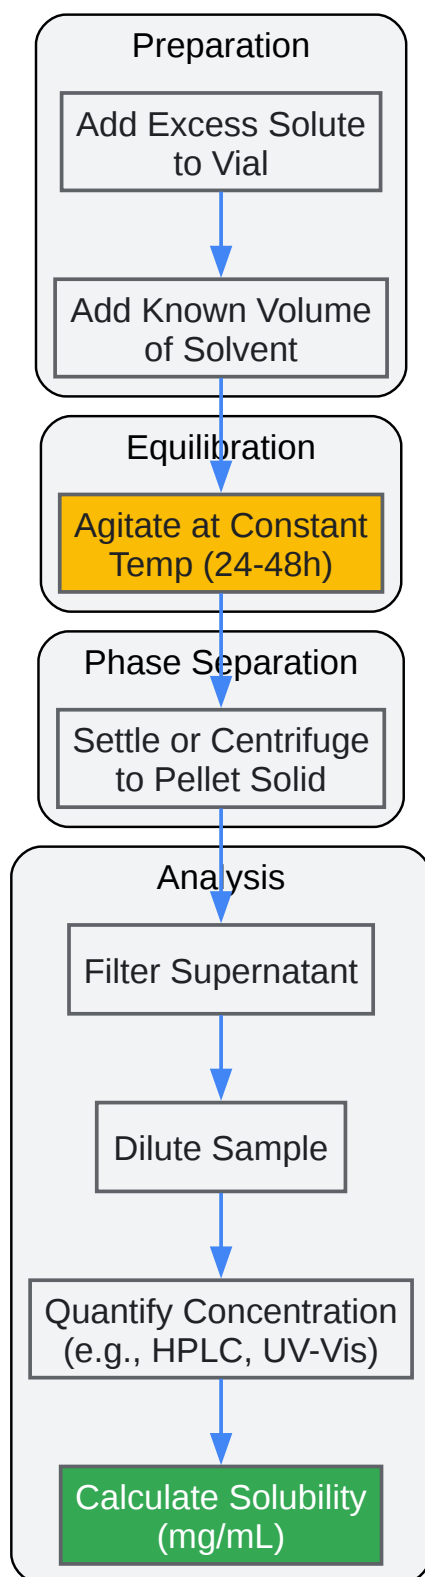 Preparation
Add Excess Solute
to Vial
Add Known Volume
of Solvent
Equilibration
Agitate at Constant
Temp (24-48h)
Phase Separation
Settle or Centrifuge
to Pellet Solid
Analysis
Filter Supernatant
Dilute Sample
Quantify Concentration
(e.g., HPLC, UV-Vis)
Calculate Solubility
(mg/mL)